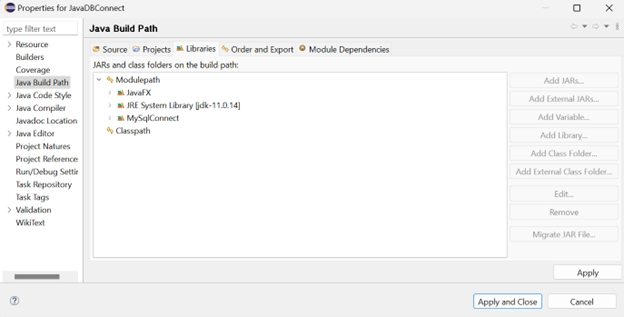 Properties for JavaDBConnect
type filter text
Java Build Path
Resource
Builders
Coverage
Java Build Path
Java Code Style
Java Compiler
Javadoc Location
Java Editor
Project Natures
Project Reference
Run/Debug Settin
Task Repository
Task Tags
Validation
WikiText
Source Projects Libraries Order and Export Module Dependencies
JARs and class folders on the build path:
Modulepath
JavaFX
JRE System Library [jdk-11.0.14]
MySqlConnect
Classpath
Add JARs...
Add External JARs...
Add Variable...
Add Library...
Add Class Folder...
Add External Class Folder...
Edit...
Remove
Migrate JAR File...
Apply
Apply and Close Cancel